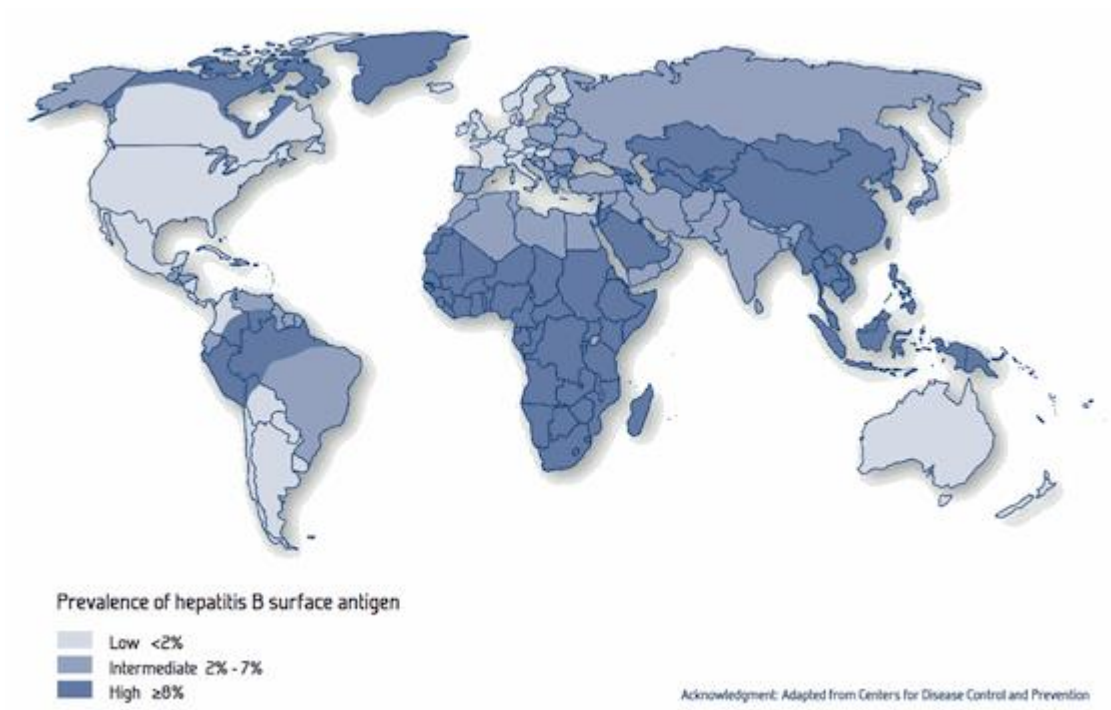 Prevalence of hepatitis B surface antigen
Low <2%
Intermediate 2% - 7%
High ≥8%
Acknowledgment: Adapted from Centers for Disease Control and Prevention